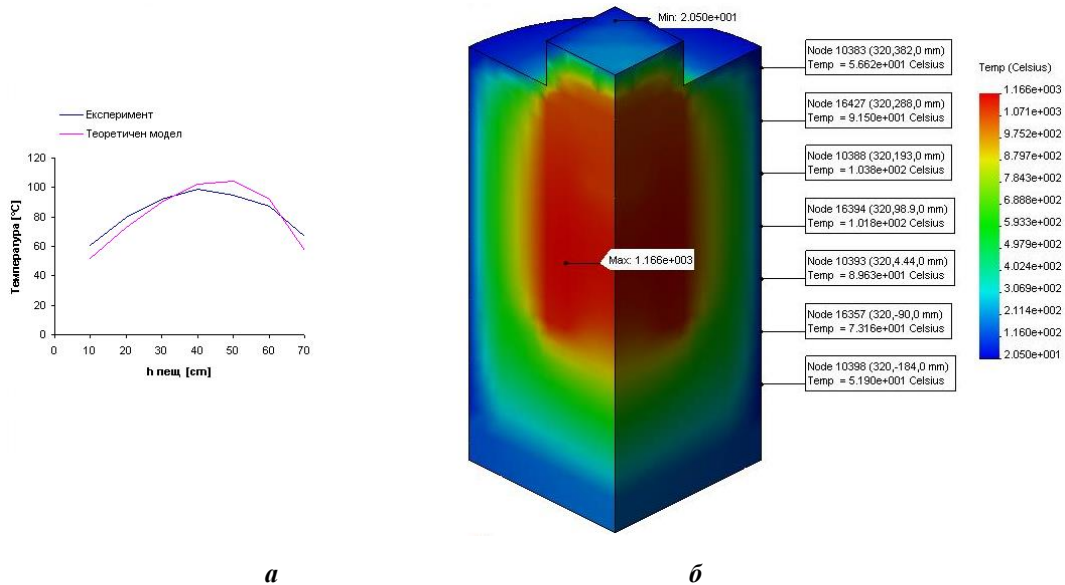 Експеримент
Теоретичен модел
120
100
80
60
40
20
0
Температура [°C]
0 10 20 30 40 50 60 70
h пещ [cm]
а
Min: 2.050e+001
Max: 1.166e+003
Node 10383 (320,382,0 mm)
Temp = 5.662e+001 Celsius
Node 16427 (320,288,0 mm)
Temp = 9.150e+001 Celsius
Node 10388 (320,193,0 mm)
Temp = 1.038e+002 Celsius
Node 16394 (320,98.9,0 mm)
Temp = 1.018e+002 Celsius
Node 10393 (320,4.44,0 mm)
Temp = 8.963e+001 Celsius
Node 16357 (320,-90,0 mm)
Temp = 7.316e+001 Celsius
Node 10398 (320,-184,0 mm)
Temp = 5.190e+001 Celsius
Temp (Celsius)
1.166e+003
1.071e+003
9.752e+002
8.797e+002
7.843e+002
6.888e+002
5.933e+002
4.979e+002
4.024e+002
3.069e+002
2.114e+002
1.160e+002
2.050e+001
б